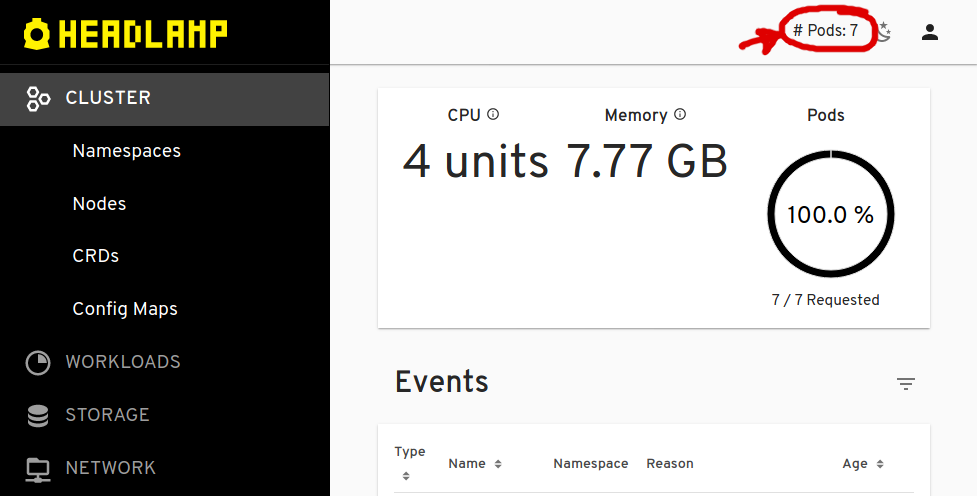 HEADLAMP
# Pods: 7
CLUSTER
Namespaces
Nodes
CRDs
Config Maps
WORKLOADS
STORAGE
NETWORK
CPU Memory Pods
4 units 7.77 GB
100.0 %
7 / 7 Requested
Events
Type Name Namespace Reason Age